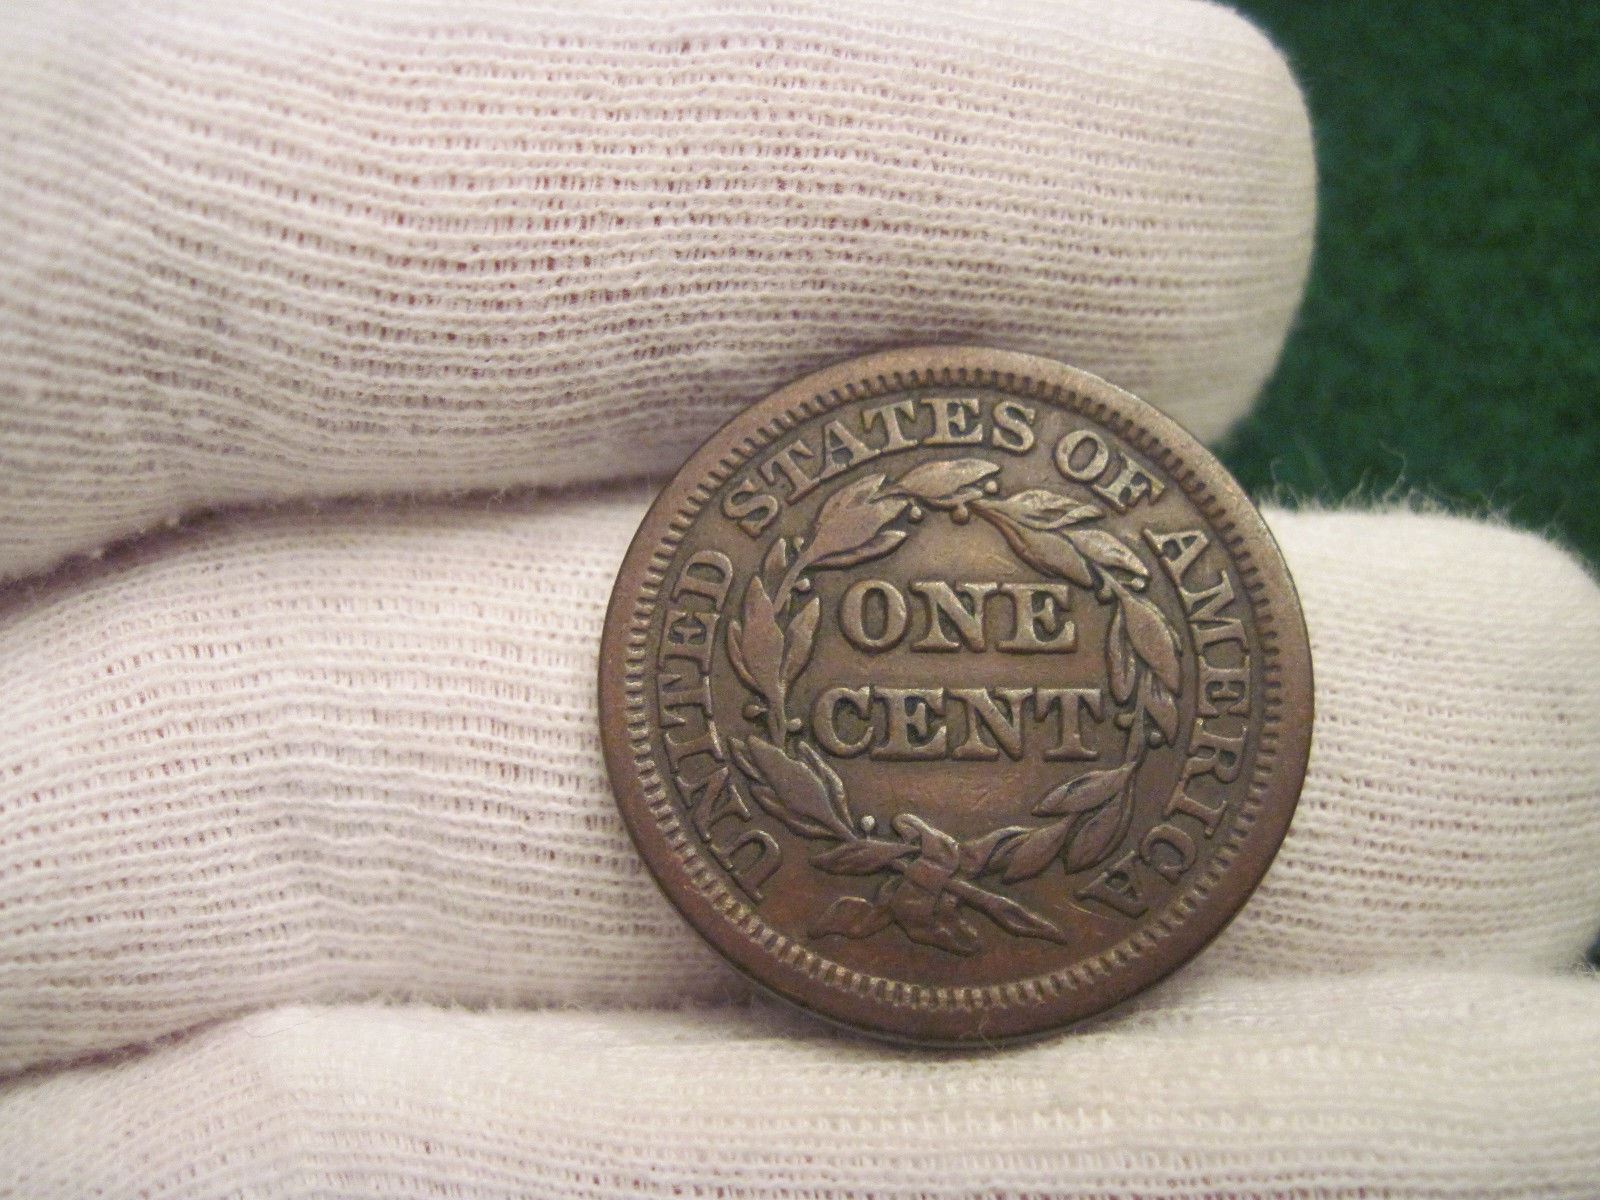 UNITED STATES OF AMERICA
ONE
CENT